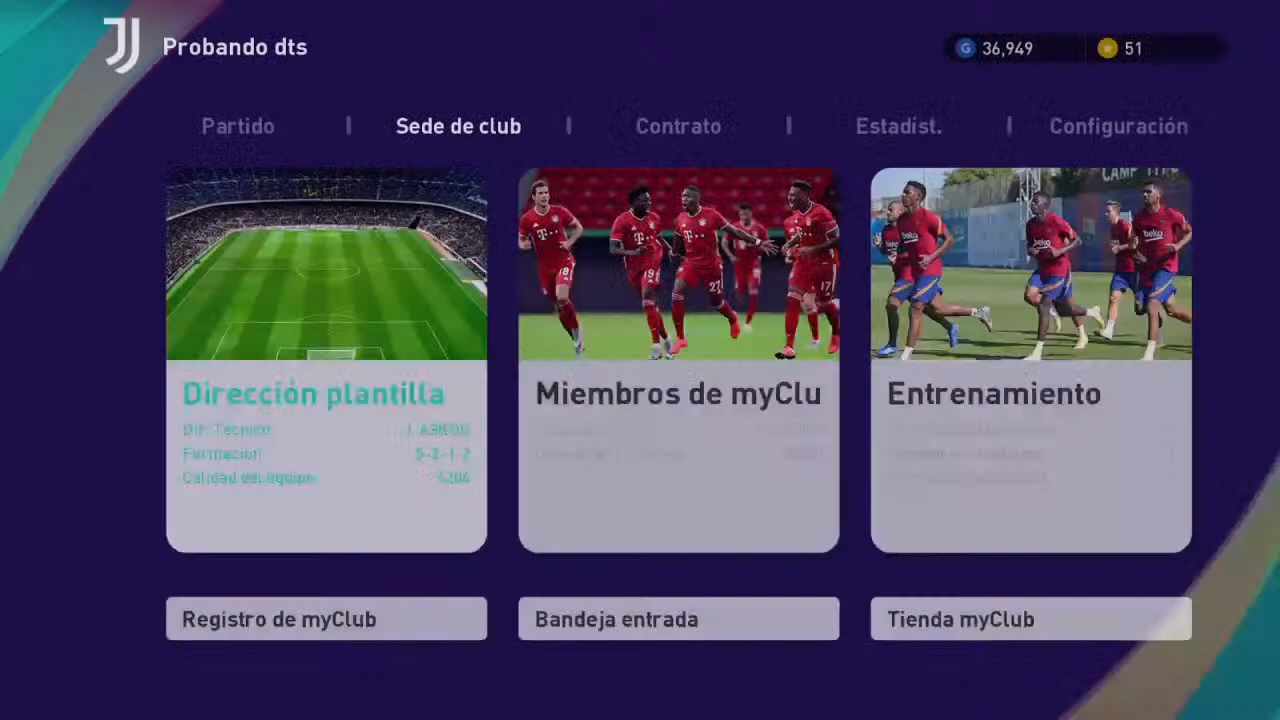 Probando dts
36,949
51
Partido
Sede de club
Contrato
Estadíst.
Configuración
Dirección plantilla
Dir. Técnico
Formación 5-2-1-2
Calidad del equipo
Miembros de myClu
Entrenamiento
Registro de myClub
Bandeja entrada
Tienda myClub